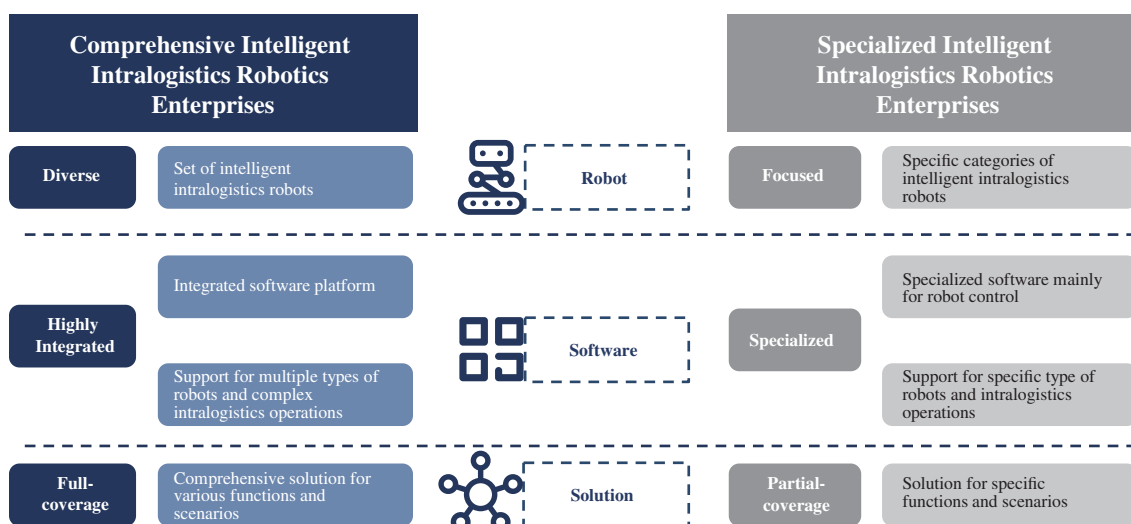 Comprehensive Intelligent
Intralogistics Robotics
Enterprises
Specialized Intelligent
Intralogistics Robotics
Enterprises
Diverse
Set of intelligent
intralogistics robots
Robot
Focused
Specific categories of
intelligent intralogistics
robots
Highly
Integrated
Integrated software platform
Support for multiple types of
robots and complex
intralogistics operations
Software
Specialized
Specialized software mainly
for robot control
Support for specific type of
robots and intralogistics
operations
Full-
coverage
Comprehensive solution for
various functions and
scenarios
Solution
Partial-
coverage
Solution for specific
functions and scenarios